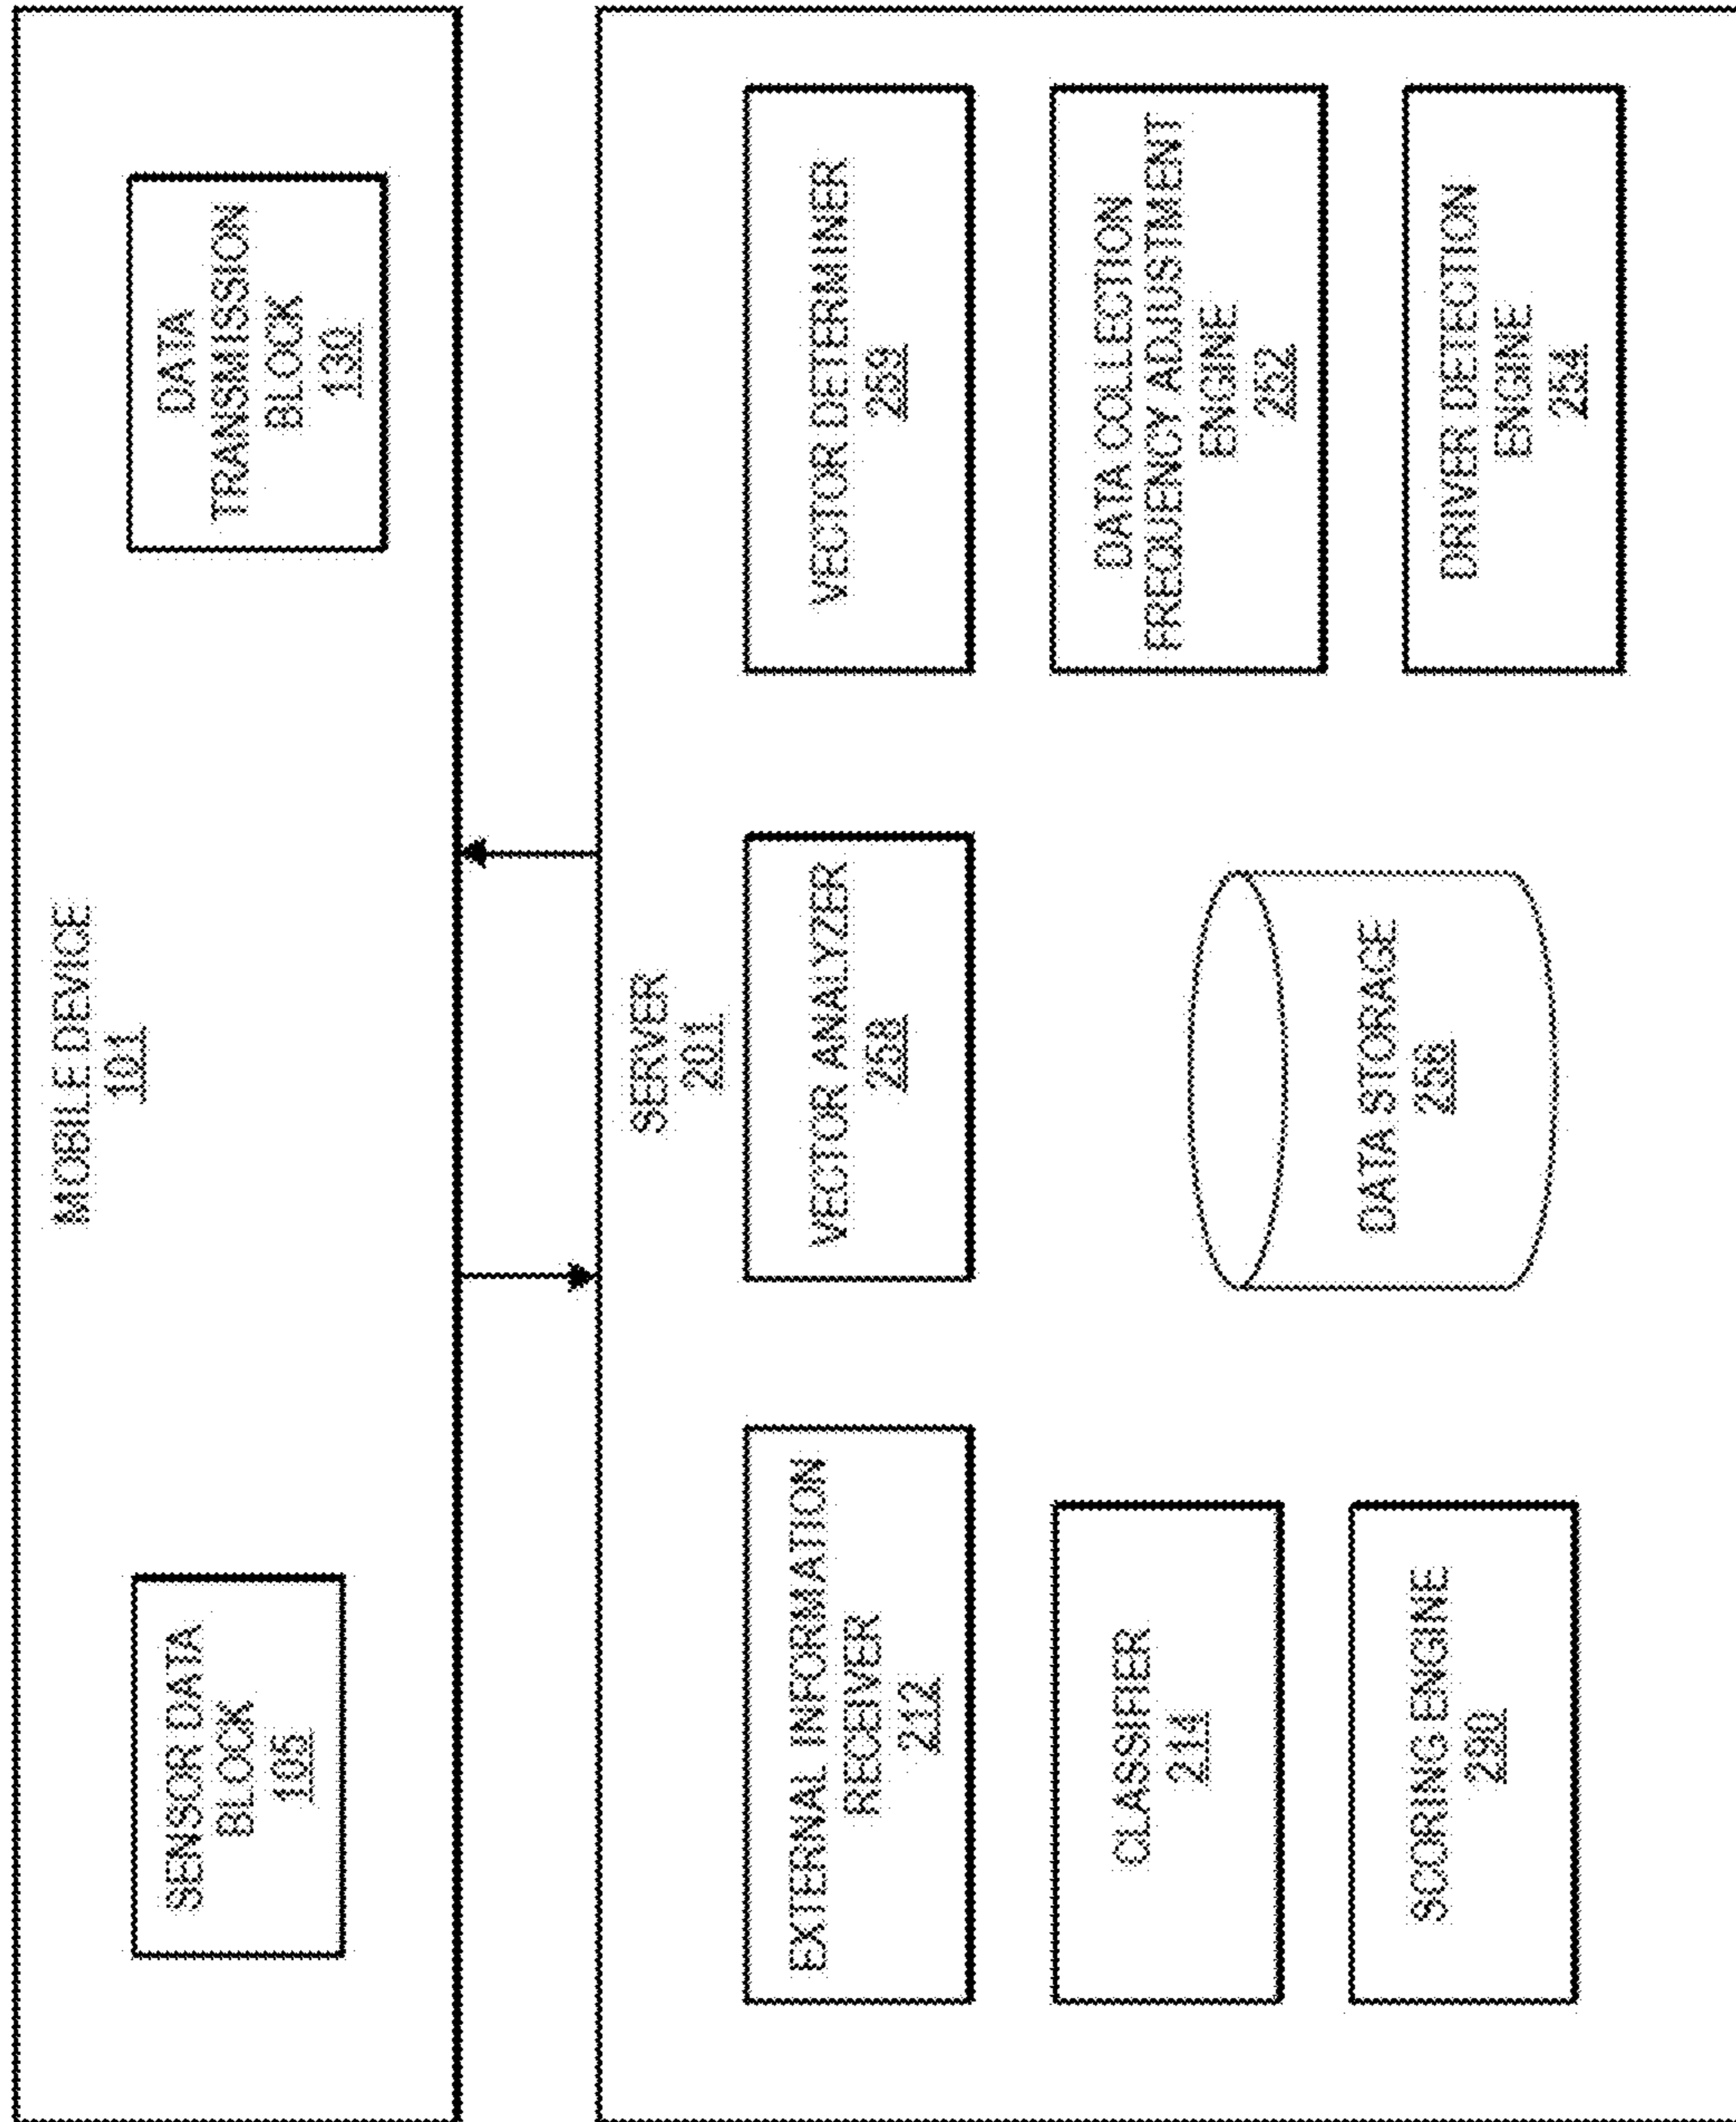 MOBILE DEVICE
101
SENSOR DATA
BLOCK
105
DATA
TRANSMISSION
BLOCK
130
SERVER
201
EXTERNAL INFORMATION
RECEIVER
212
VECTOR ANALYZER
258
VECTOR DETERMINER
259
CLASSIFIER
214
DATA COLLECTION
FREQUENCY ADJUSTMENT
ENGINE
252
SCORING ENGINE
290
DATA STORAGE
256
DRIVER DETECTION
ENGINE
254